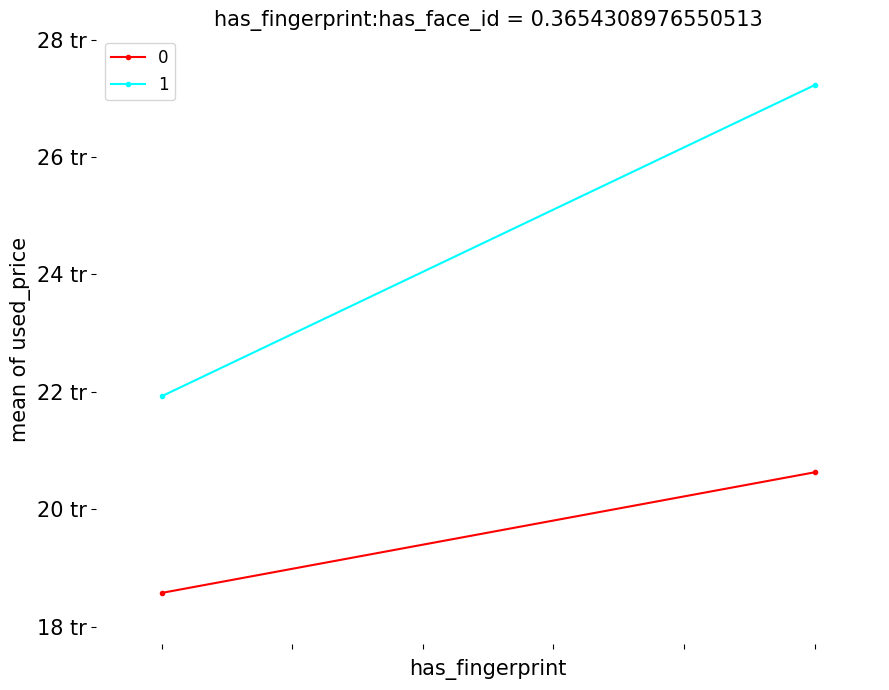 has_fingerprint:has_face_id = 0.3654308976550513
0
1
28 tr
26 tr
24 tr
22 tr
20 tr
18 tr
mean of used_price
has_fingerprint